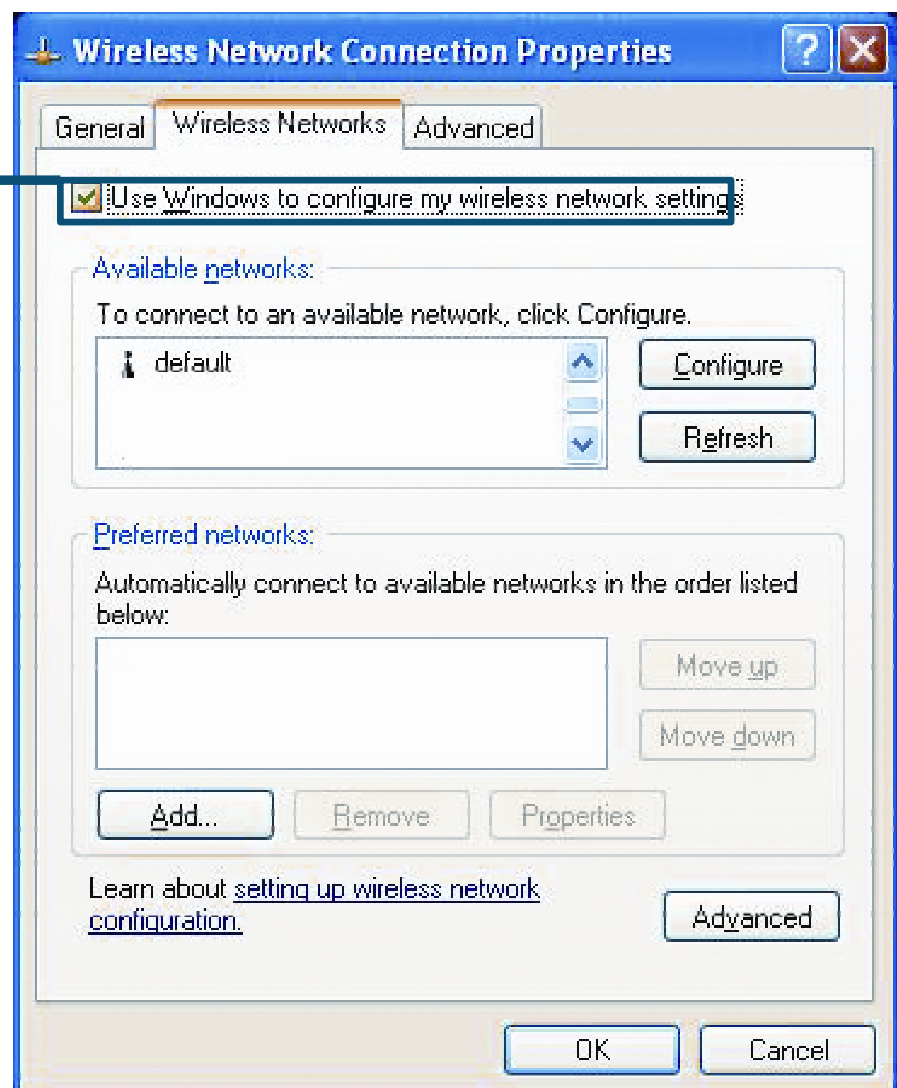 Wireless Network Connection Properties
General Wireless Networks Advanced
Use Windows to configure my wireless network settings
Available networks:
To connect to an available network, click Configure.
default
Configure
Refresh
Preferred networks:
Automatically connect to available networks in the order listed
below:
Move up
Move down
Add... Remove Properties
Learn about setting up wireless network
configuration.
Advanced
OK Cancel